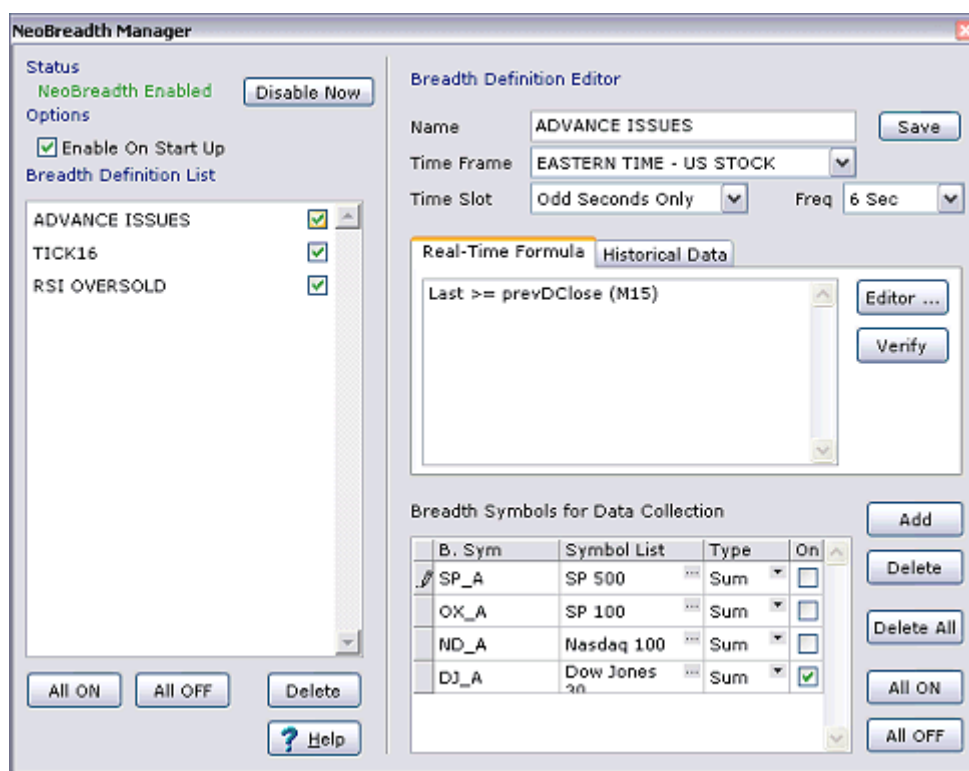 NeoBreadth Manager
Status
NeoBreadth Enabled
Disable Now
Options
Enable On Start Up
Breadth Definition List
ADVANCE ISSUES
TICK16
RSI OVERSOLD
All ON
All OFF
Delete
? Help
Breadth Definition Editor
Name
ADVANCE ISSUES
Save
Time Frame
EASTERN TIME - US STOCK
Time Slot
Odd Seconds Only
Freq
6 Sec
Real-Time Formula
Historical Data
Last >= prevDClose (M15)
Editor ...
Verify
Breadth Symbols for Data Collection
B. Sym Symbol List Type On
SP_A SP 500 ... Sum
OX_A SP 100 ... Sum
ND_A Nasdaq 100 ... Sum
DJ_A Dow Jones ... Sum
30
Add
Delete
Delete All
All ON
All OFF